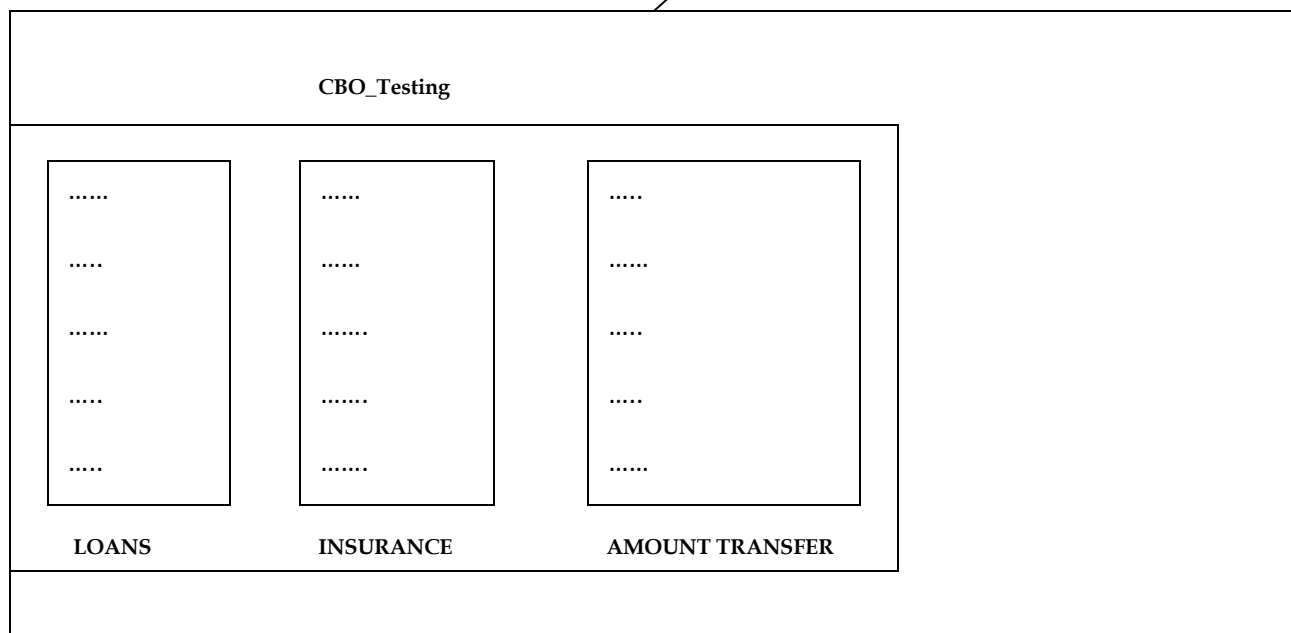 CBO_Testing
…… …… …..
….. …… ……
…… ……. …..
….. ……. …..
….. ……. ……
LOANS INSURANCE AMOUNT TRANSFER